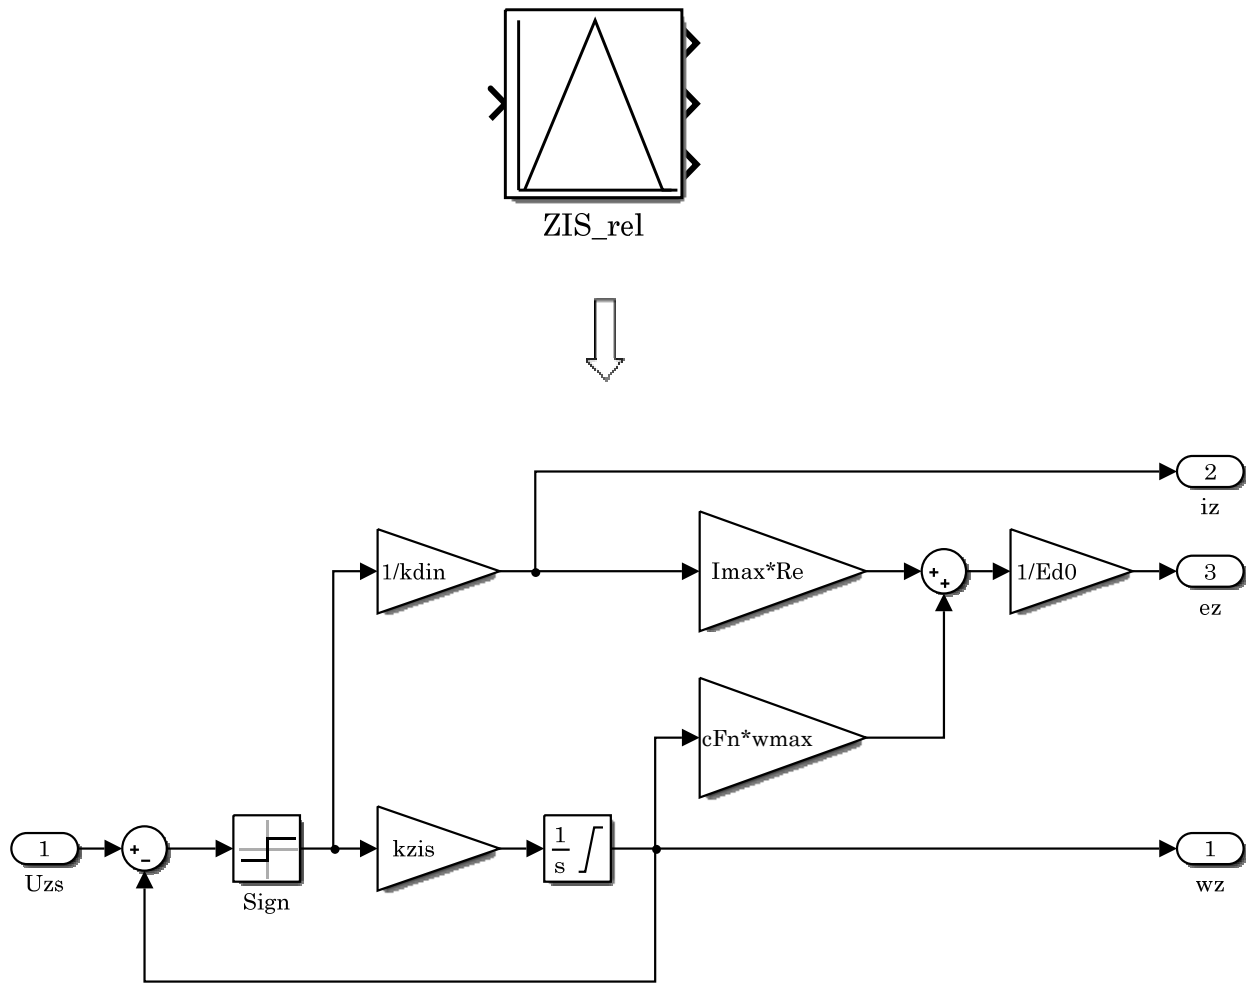 ZIS_rel
2
iz
1/kdin
Imax*Re
+
+
1/Ed0
3
ez
cFn*wmax
1
Uzs
+
-
Sign
kzis
1
s
1
wz